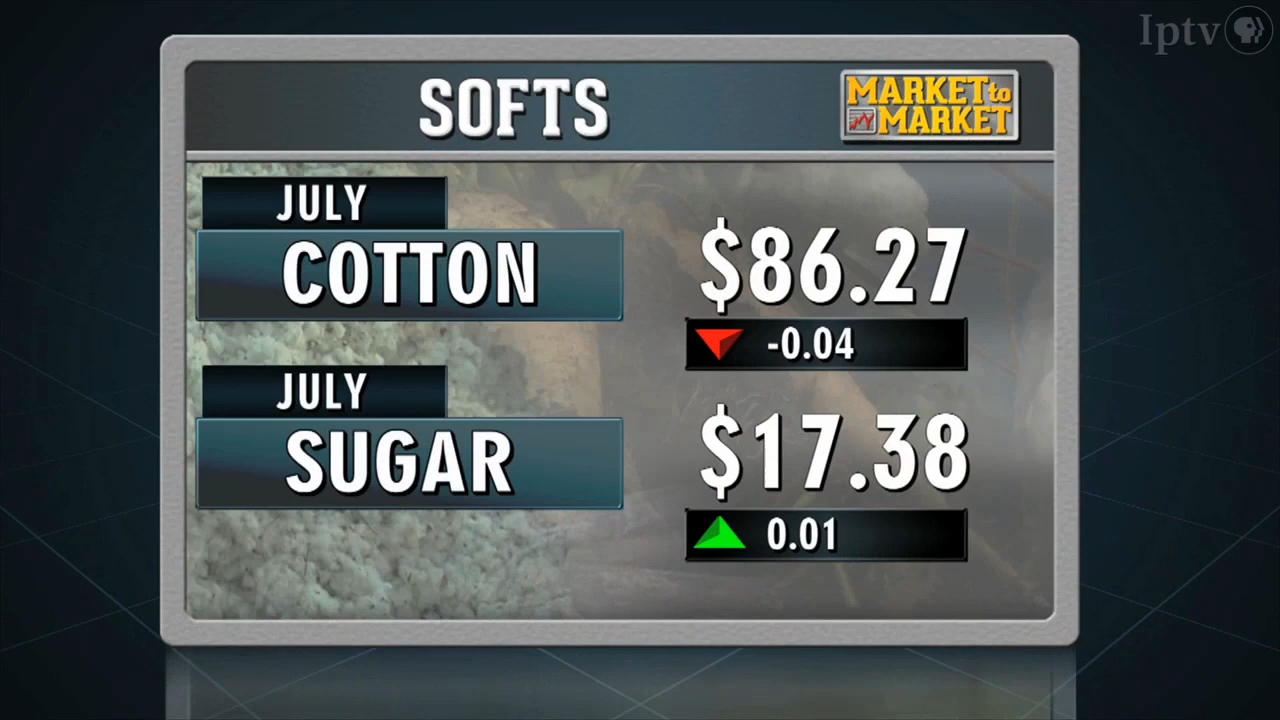 Iptv
SOFTS
MARKET to
MARKET
JULY
COTTON
$86.27
-0.04
JULY
SUGAR
$17.38
0.01